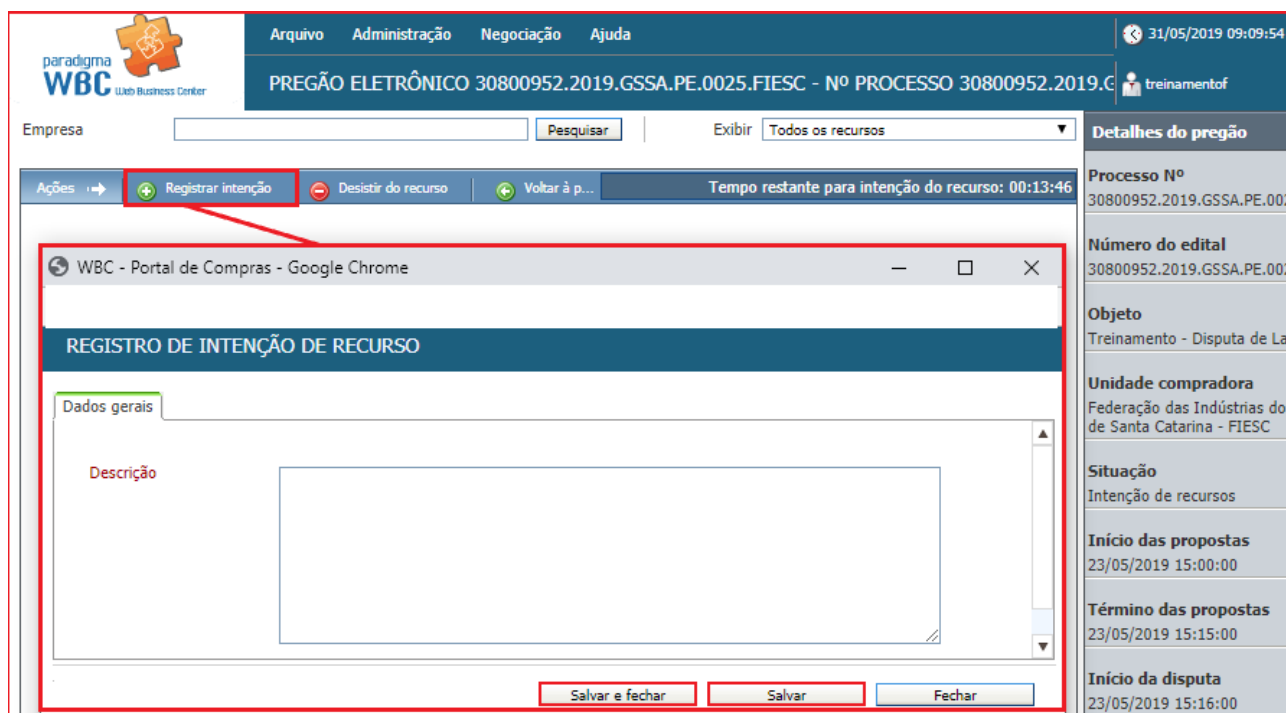 paradigma
WBC Web Business Center
Arquivo Administração Negociação Ajuda
31/05/2019 09:09:54
PREGÃO ELETRÔNICO 30800952.2019.GSSA.PE.0025.FIESC - Nº PROCESSO 30800952.2019.G
treinamentof
Empresa Pesquisar Exibir Todos os recursos
Detalhes do pregão
Ações Registrar intenção Desistir do recurso Voltar à p... Tempo restante para intenção do recurso: 00:13:46
Processo Nº
30800952.2019.GSSA.PE.002
Número do edital
30800952.2019.GSSA.PE.002
Objeto
Treinamento - Disputa de La
Unidade compradora
Federação das Indústrias do
de Santa Catarina - FIESC
Situação
Intenção de recursos
Início das propostas
23/05/2019 15:00:00
Término das propostas
23/05/2019 15:15:00
Início da disputa
23/05/2019 15:16:00
WBC - Portal de Compras - Google Chrome
REGISTRO DE INTENÇÃO DE RECURSO
Dados gerais
Descrição
Salvar e fechar Salvar Fechar